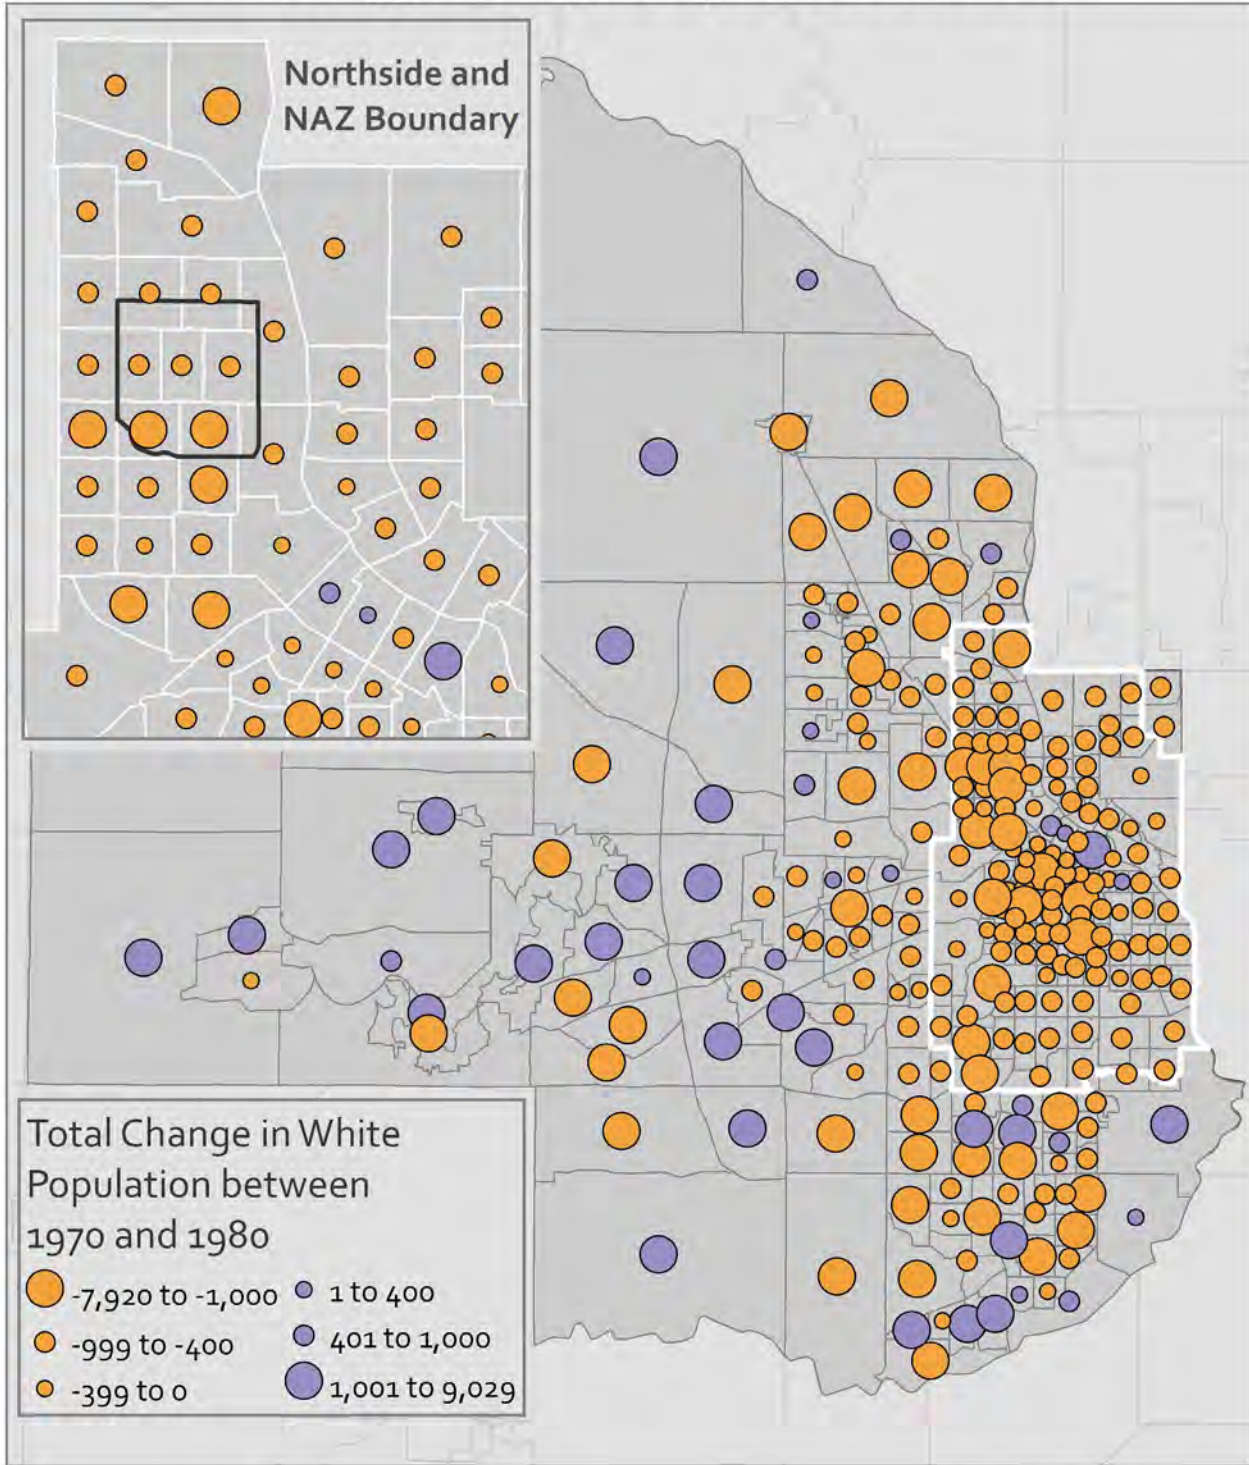 Northside and
NAZ Boundary
Total Change in White
Population between
1970 and 1980
-7,920 to -1,000
-999 to -400
-399 to 0
1 to 400
401 to 1,000
1,001 to 9,029